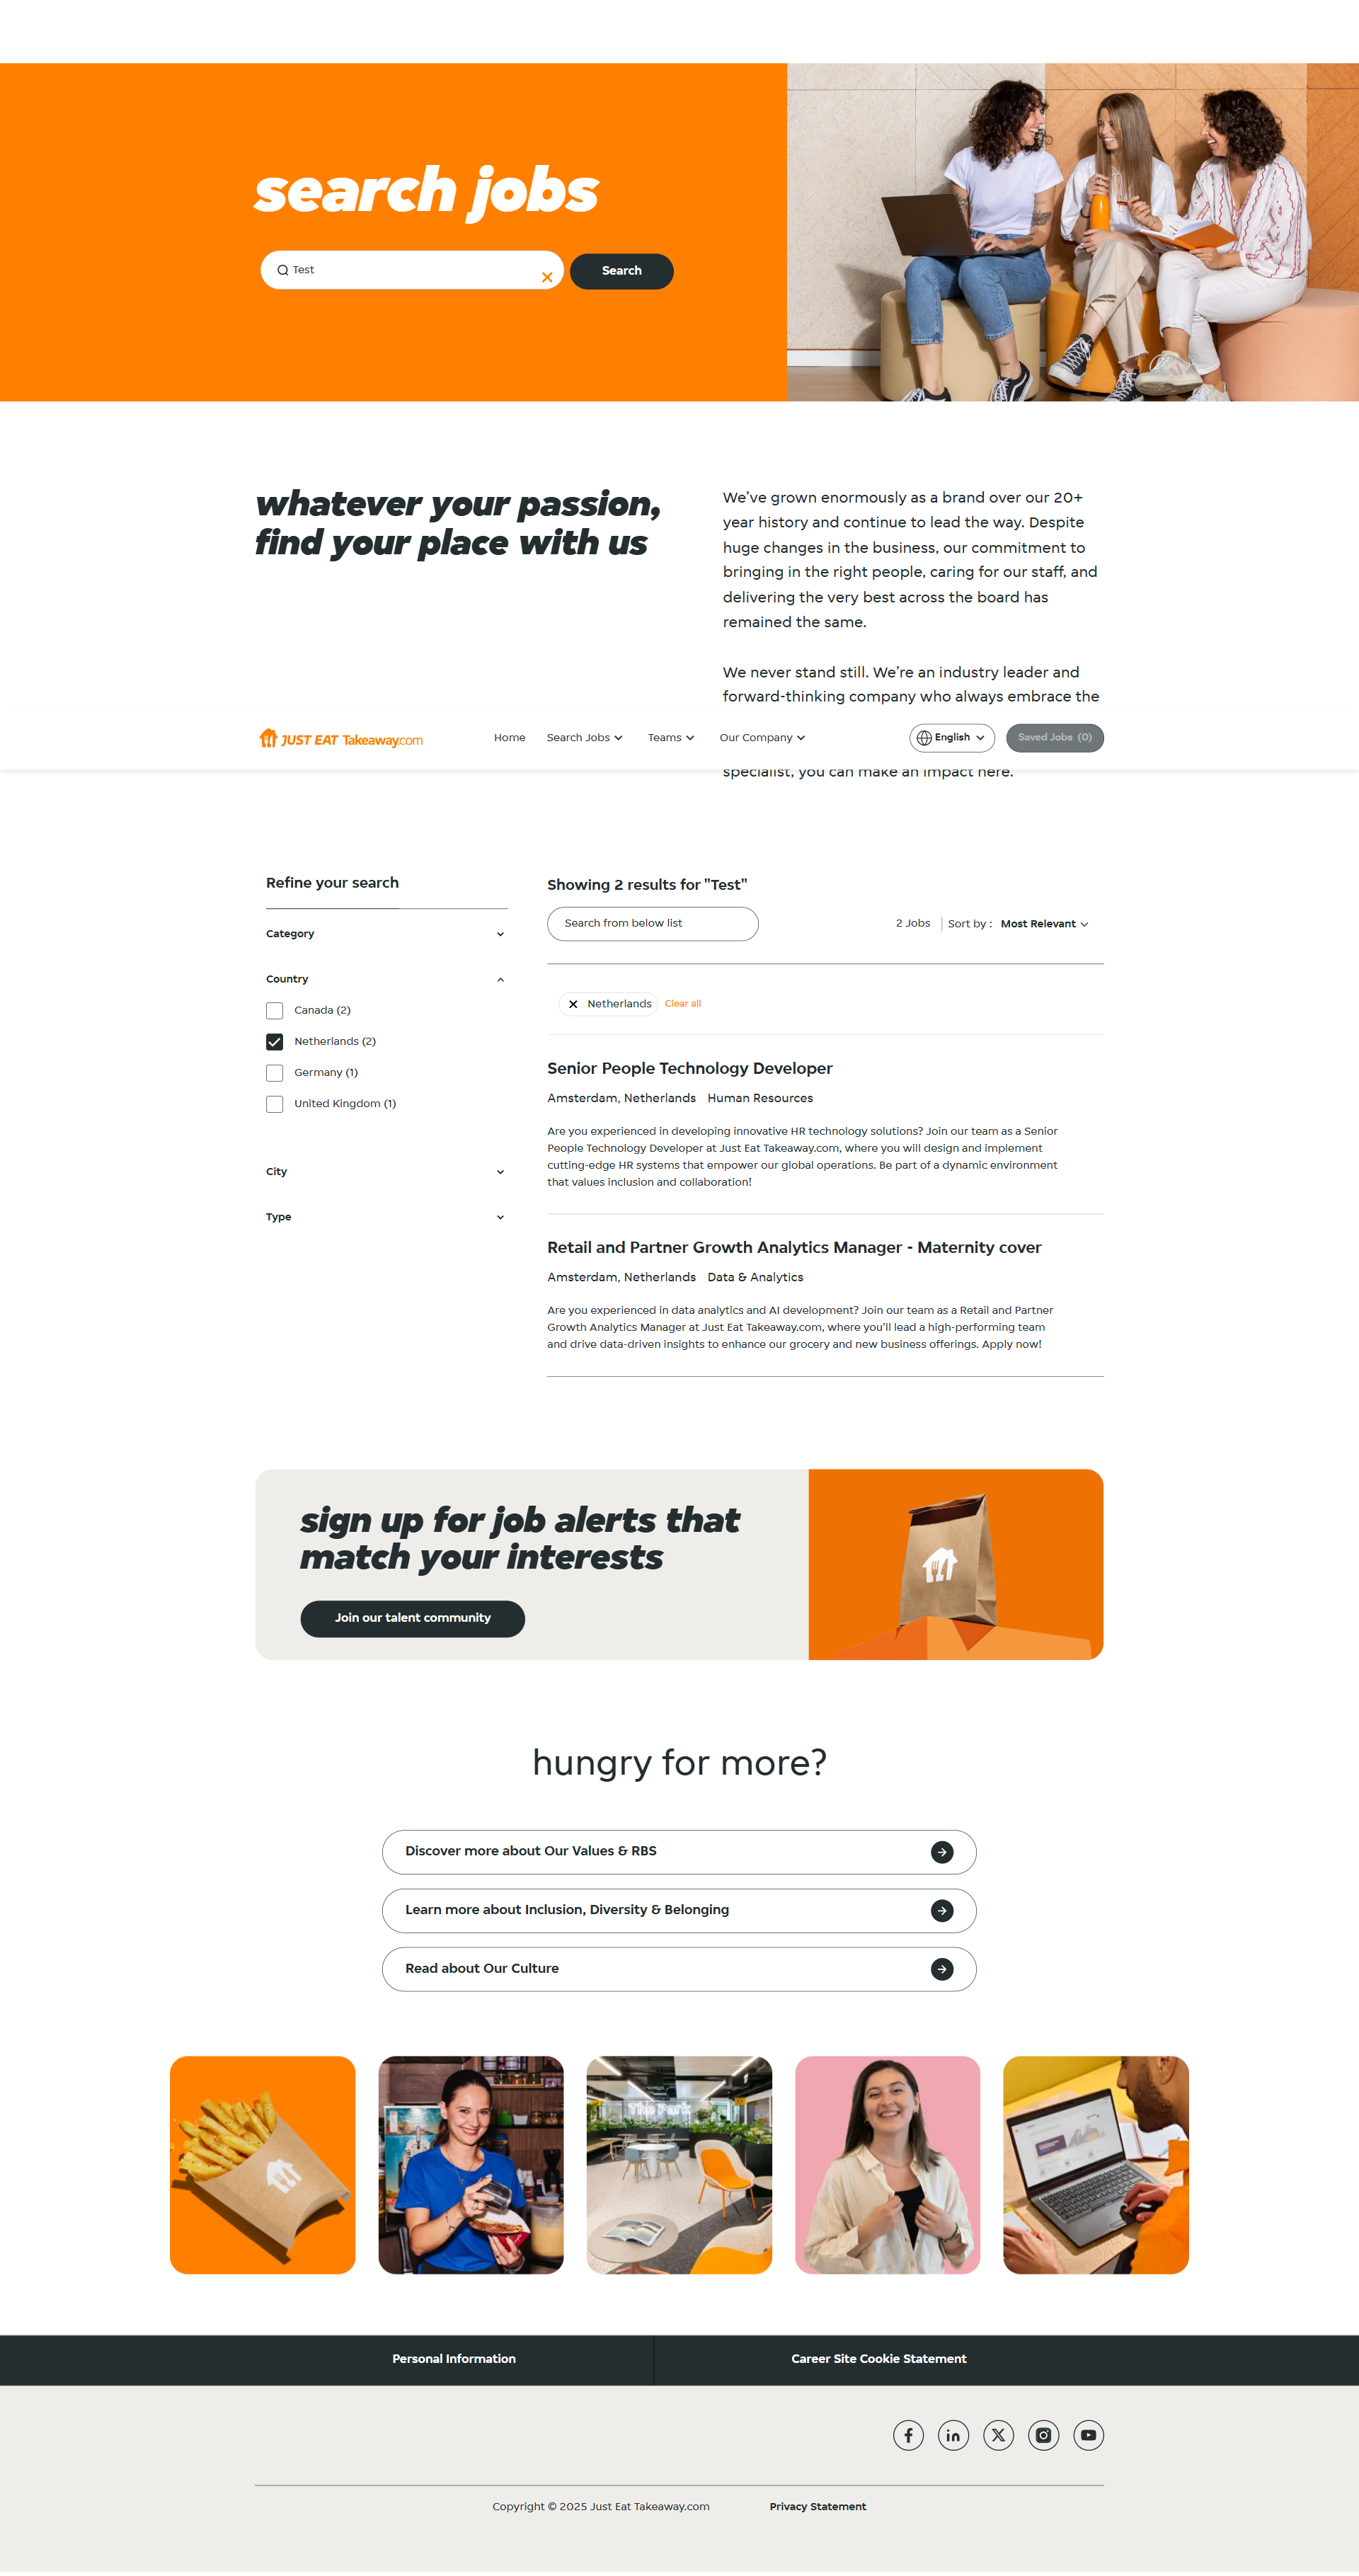 search jobs
Test
Search
whatever your passion,
find your place with us
We've grown enormously as a brand over our 20+
year history and continue to lead the way. Despite
huge changes in the business, our commitment to
bringing in the right people, caring for our staff, and
delivering the very best across the board has
remained the same.
We never stand still. We're an industry leader and
forward-thinking company who always embrace the
JUST EAT Takeaway.com
Home
Search Jobs
Teams
Our Company
English
Saved Jobs (0)
specialist, you can make an impact here.
Refine your search
Category
Country
Canada (2)
Netherlands (2)
Germany (1)
United Kingdom (1)
City
Type
Showing 2 results for "Test"
Search from below list
2 Jobs
Sort by : Most Relevant
Netherlands
Clear all
Senior People Technology Developer
Amsterdam, Netherlands Human Resources
Are you experienced in developing innovative HR technology solutions? Join our team as a Senior
People Technology Developer at Just Eat Takeaway.com, where you will design and implement
cutting-edge HR systems that empower our global operations. Be part of a dynamic environment
that values inclusion and collaboration!
Retail and Partner Growth Analytics Manager - Maternity cover
Amsterdam, Netherlands Data & Analytics
Are you experienced in data analytics and AI development? Join our team as a Retail and Partner
Growth Analytics Manager at Just Eat Takeaway.com, where you'll lead a high-performing team
and drive data-driven insights to enhance our grocery and new business offerings. Apply now!
sign up for job alerts that
match your interests
Join our talent community
hungry for more?
Discover more about Our Values & RBS
Learn more about Inclusion, Diversity & Belonging
Read about Our Culture
The Park
Personal Information
Career Site Cookie Statement
Copyright © 2025 Just Eat Takeaway.com
Privacy Statement